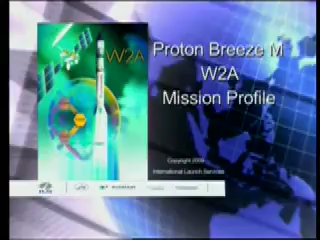 W2A
Proton Breeze M
W2A
Mission Profile
Copyright 2009
International Launch Services